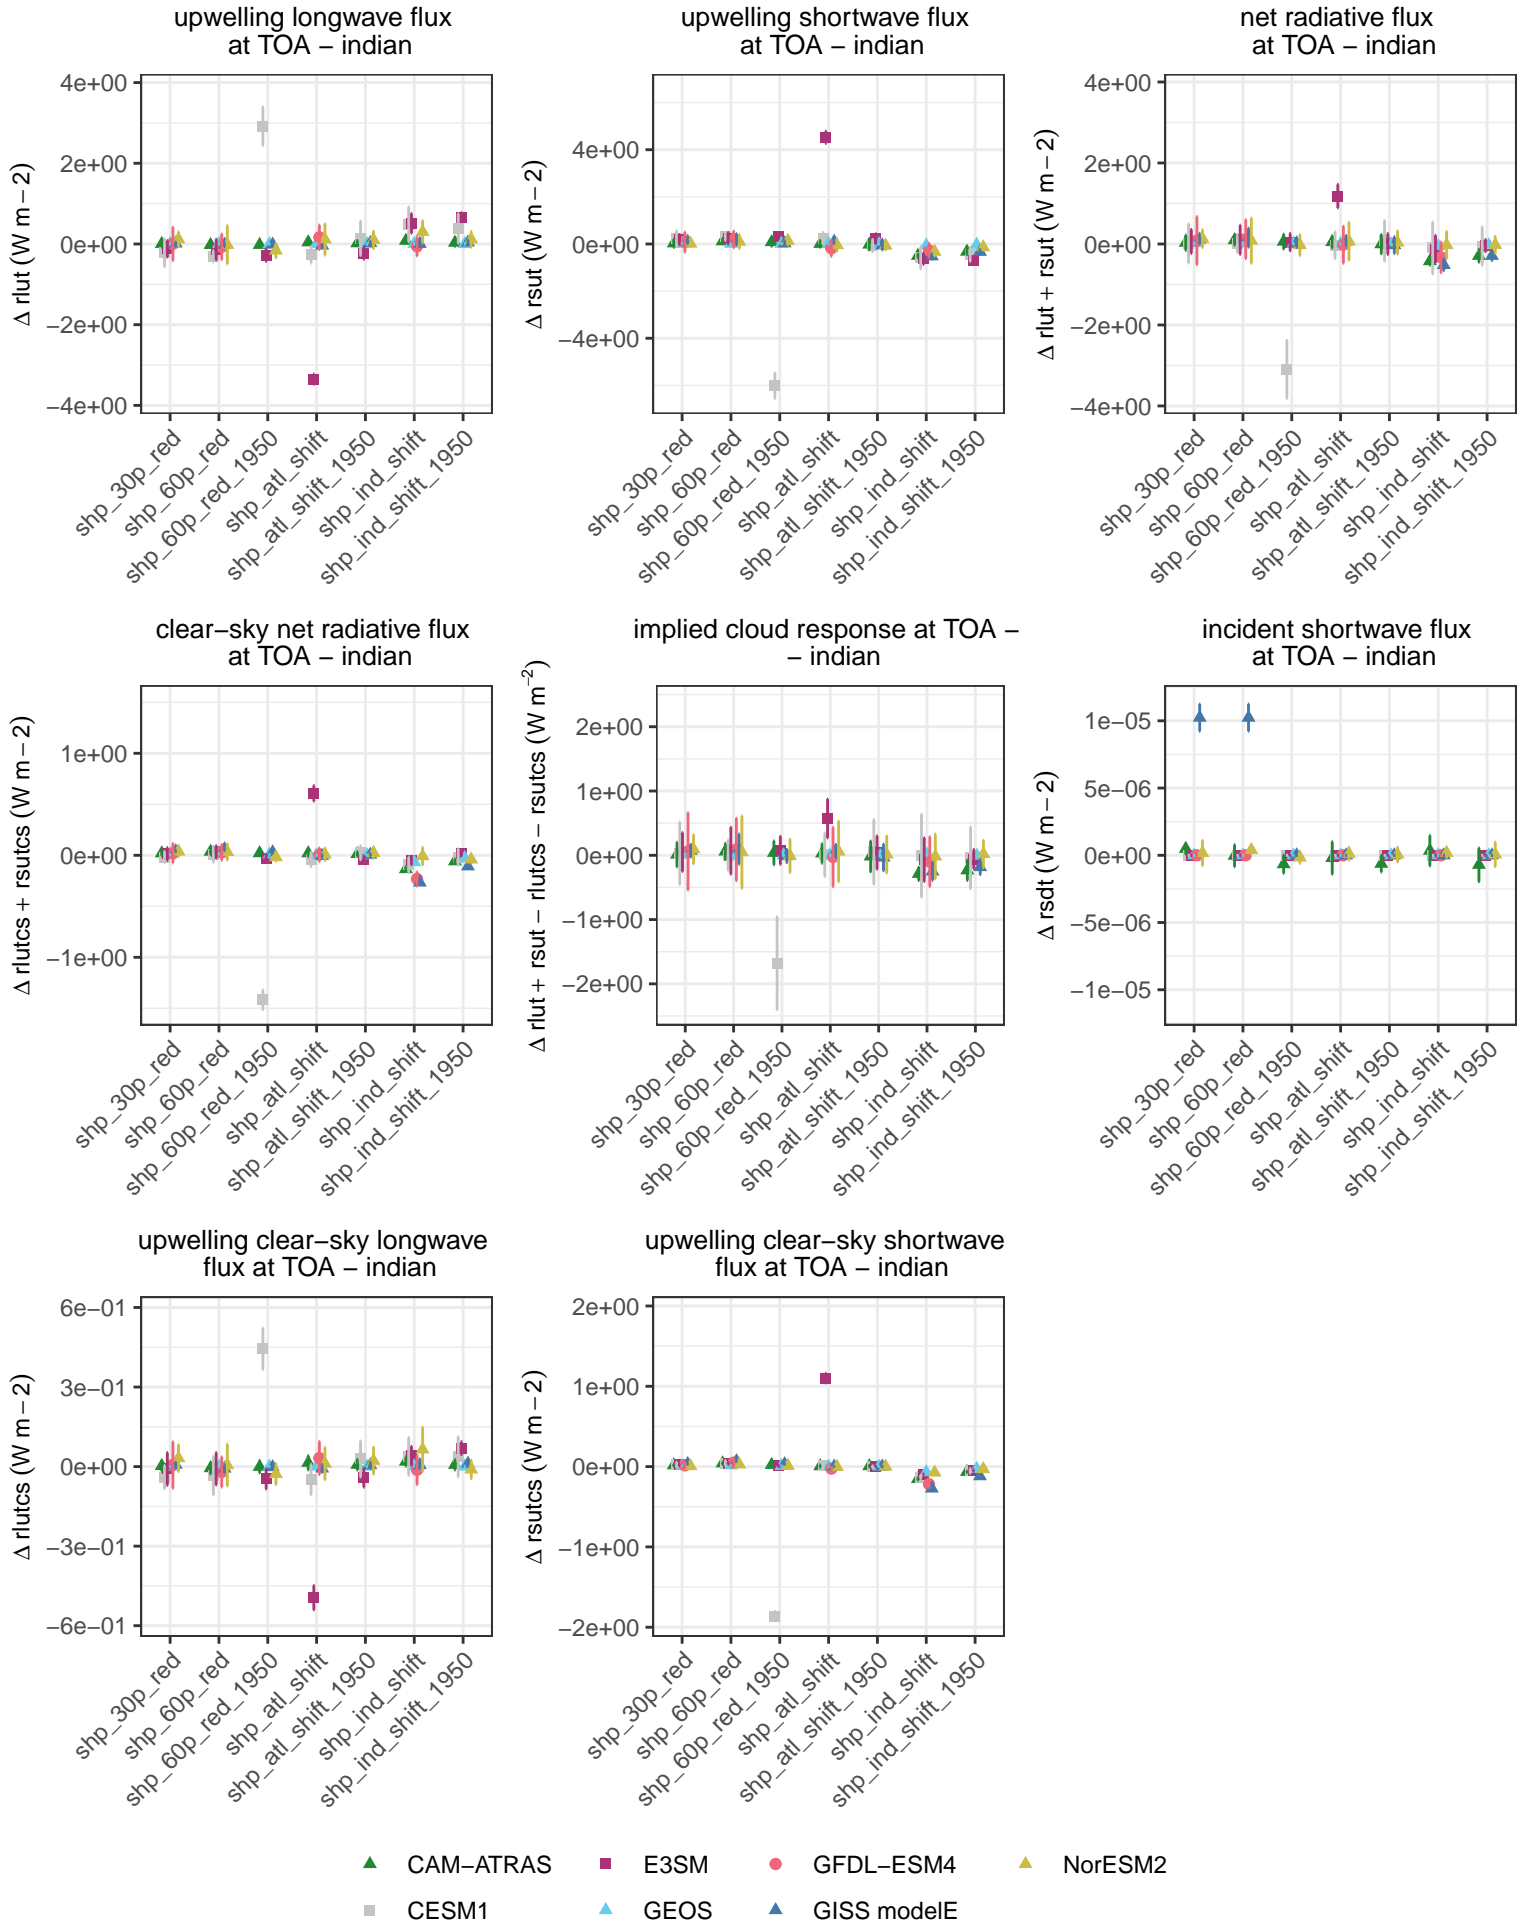 upwelling longwave flux
at TOA − indian
Δ rlut (W m − 2)
4e+00
2e+00
0e+00
−2e+00
−4e+00
shp_30p_red
shp_60p_red
shp_60p_red_1950
shp_atl_shift
shp_atl_shift_1950
shp_ind_shift
shp_ind_shift_1950
upwelling shortwave flux
at TOA − indian
Δ rsut (W m − 2)
4e+00
0e+00
−4e+00
shp_30p_red
shp_60p_red
shp_60p_red_1950
shp_atl_shift
shp_atl_shift_1950
shp_ind_shift
shp_ind_shift_1950
net radiative flux
at TOA − indian
Δ rlut + rsut (W m − 2)
4e+00
2e+00
0e+00
−2e+00
−4e+00
shp_30p_red
shp_60p_red
shp_60p_red_1950
shp_atl_shift
shp_atl_shift_1950
shp_ind_shift
shp_ind_shift_1950
clear−sky net radiative flux
at TOA − indian
Δ rlutcs + rsutcs (W m − 2)
1e+00
0e+00
−1e+00
shp_30p_red
shp_60p_red
shp_60p_red_1950
shp_atl_shift
shp_atl_shift_1950
shp_ind_shift
shp_ind_shift_1950
implied cloud response at TOA −
− indian
Δ rlut + rsut − rlutcs − rsutcs (W m⁻²)
2e+00
1e+00
0e+00
−1e+00
−2e+00
shp_30p_red
shp_60p_red
shp_60p_red_1950
shp_atl_shift
shp_atl_shift_1950
shp_ind_shift
shp_ind_shift_1950
incident shortwave flux
at TOA − indian
Δ rsdt (W m − 2)
1e−05
5e−06
0e+00
−5e−06
−1e−05
shp_30p_red
shp_60p_red
shp_60p_red_1950
shp_atl_shift
shp_atl_shift_1950
shp_ind_shift
shp_ind_shift_1950
upwelling clear−sky longwave
flux at TOA − indian
Δ rlutcs (W m − 2)
6e−01
3e−01
0e+00
−3e−01
−6e−01
shp_30p_red
shp_60p_red
shp_60p_red_1950
shp_atl_shift
shp_atl_shift_1950
shp_ind_shift
shp_ind_shift_1950
upwelling clear−sky shortwave
flux at TOA − indian
Δ rsutcs (W m − 2)
2e+00
1e+00
0e+00
−1e+00
−2e+00
shp_30p_red
shp_60p_red
shp_60p_red_1950
shp_atl_shift
shp_atl_shift_1950
shp_ind_shift
shp_ind_shift_1950
CAM−ATRAS E3SM GFDL−ESM4 NorESM2
CESM1 GEOS GISS modelE